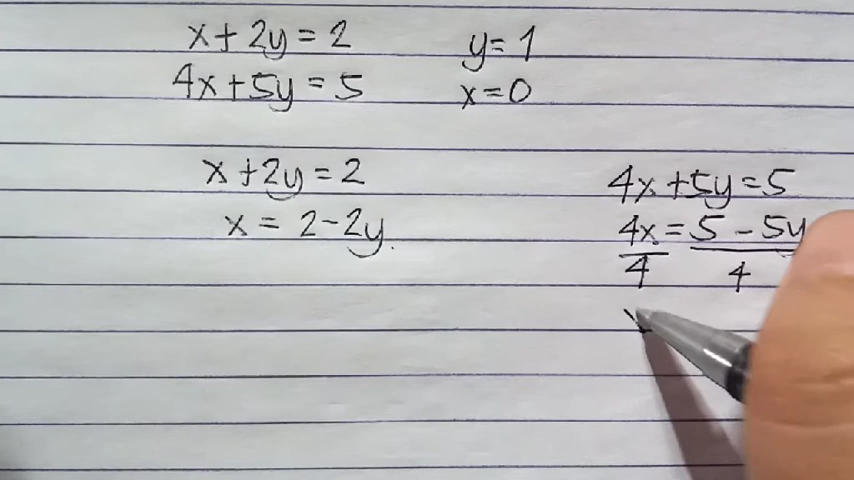 x + 2y = 2
4x + 5y = 5
y = 1
x = 0
x + 2y = 2
x = 2 - 2y
4x + 5y = 5
4x = 5 - 5y
4 4